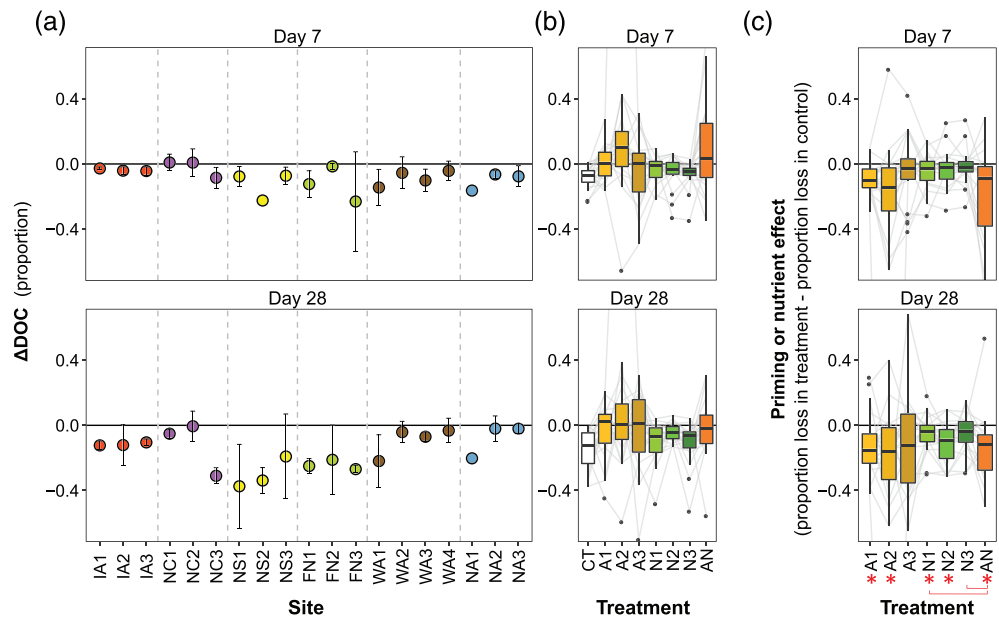 (a)
(b)
(c)
Day 7
Day 7
Day 7
0.4
0.0
−0.4
0.4
0.0
−0.4
0.4
0.0
−0.4
Day 28
Day 28
Day 28
0.4
0.0
−0.4
0.4
0.0
−0.4
0.4
0.0
−0.4
ΔDOC (proportion)
Priming or nutrient effect
(proportion loss in treatment - proportion loss in control)
IA1
IA2
IA3
NC1
NC2
NC3
NS1
NS2
NS3
FN1
FN2
FN3
WA1
WA2
WA3
WA4
NA1
NA2
NA3
CT
A1
A2
A3
N1
N2
N3
AN
* A1
* A2
A3
* N1
* N2
N3
* AN
Site
Treatment
Treatment